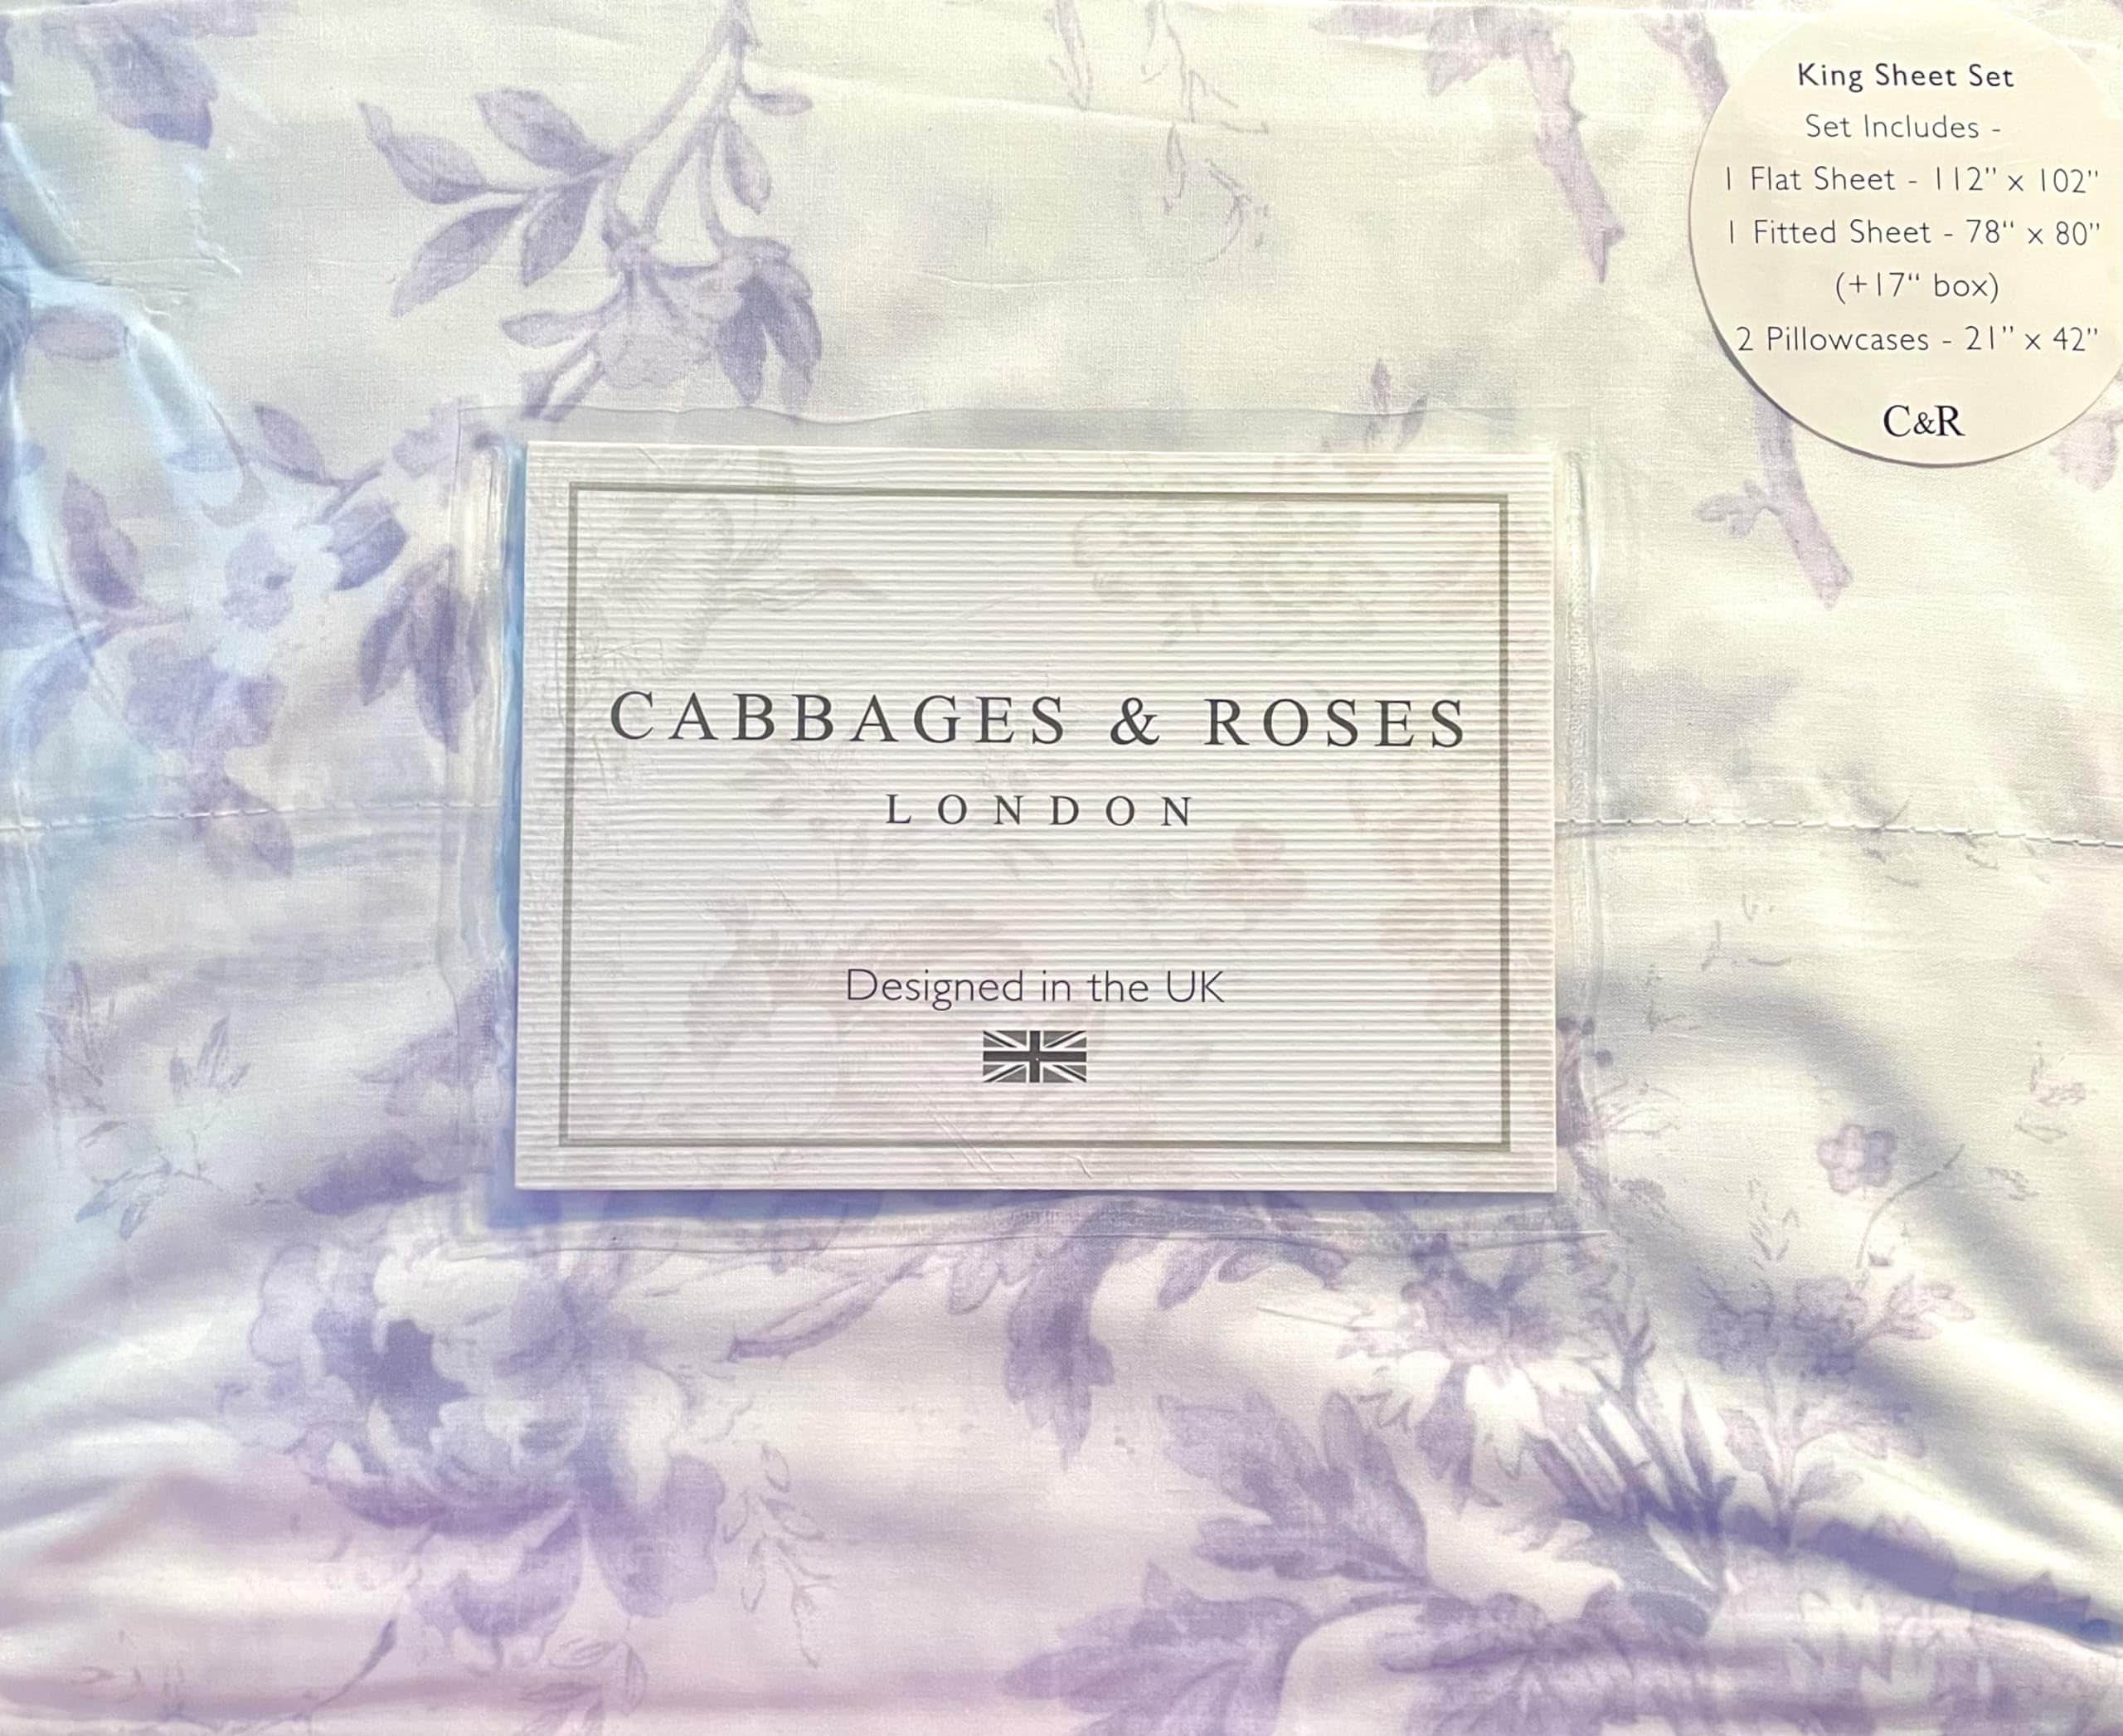 King Sheet Set
Set Includes -
1 Flat Sheet - 112" x 102"
1 Fitted Sheet - 78" x 80"
(+17" box)
2 Pillowcases - 21" x 42"
C&R
CABBAGES & ROSES
LONDON
Designed in the UK